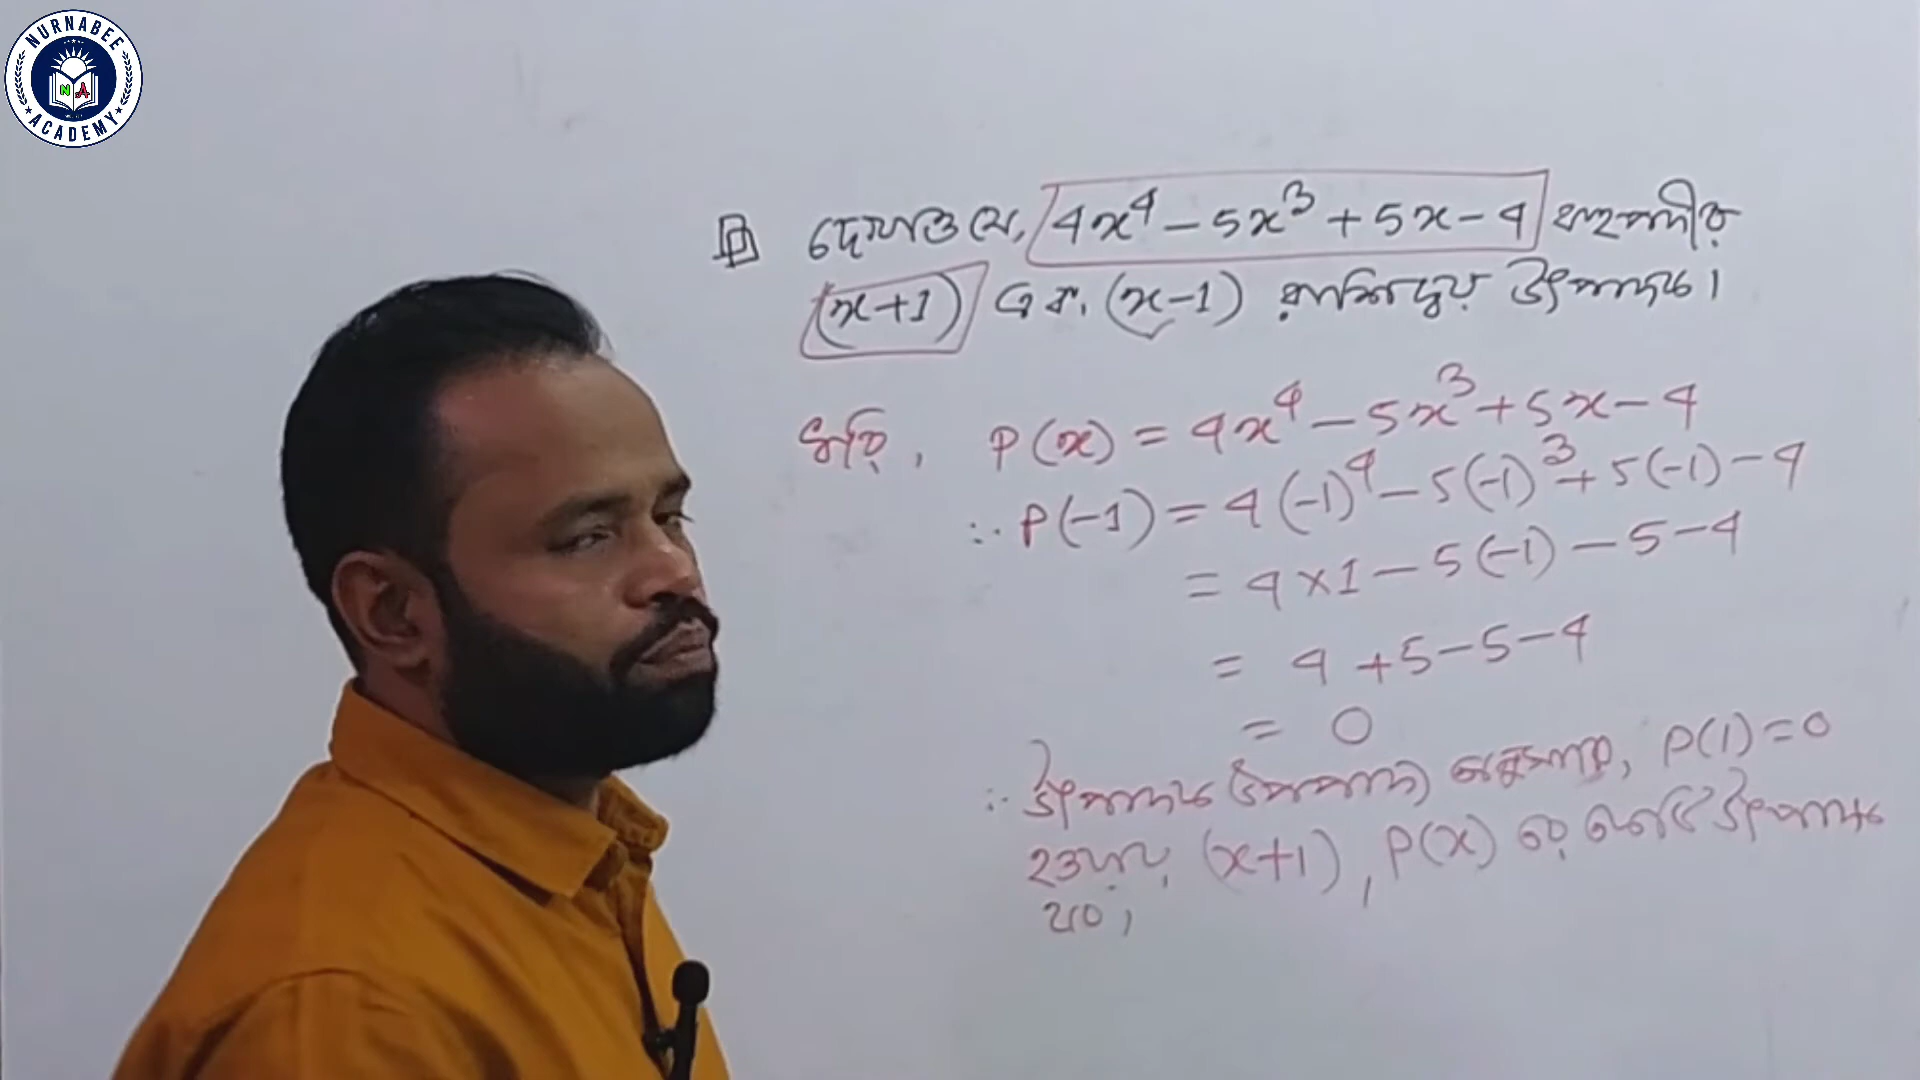 NURNABEE
ACADEMY
NA
দেখাও যে, 4x⁴ - 5x³ + 5x - 4 বহুপদীর
(x+1) এবং (x-1) রাশিদ্বয় উৎপাদক।
ধরি, P(x) = 4x⁴ - 5x³ + 5x - 4
∴ P(-1) = 4(-1)⁴ - 5(-1)³ + 5(-1) - 4
= 4×1 - 5(-1) - 5 - 4
= 4 + 5 - 5 - 4
= 0
∴ উৎপাদক উপপাদ্য অনুসারে, P(1) = 0
হওয়ায়, (x+1), P(x) এর একটি উৎপাদক
হবে,